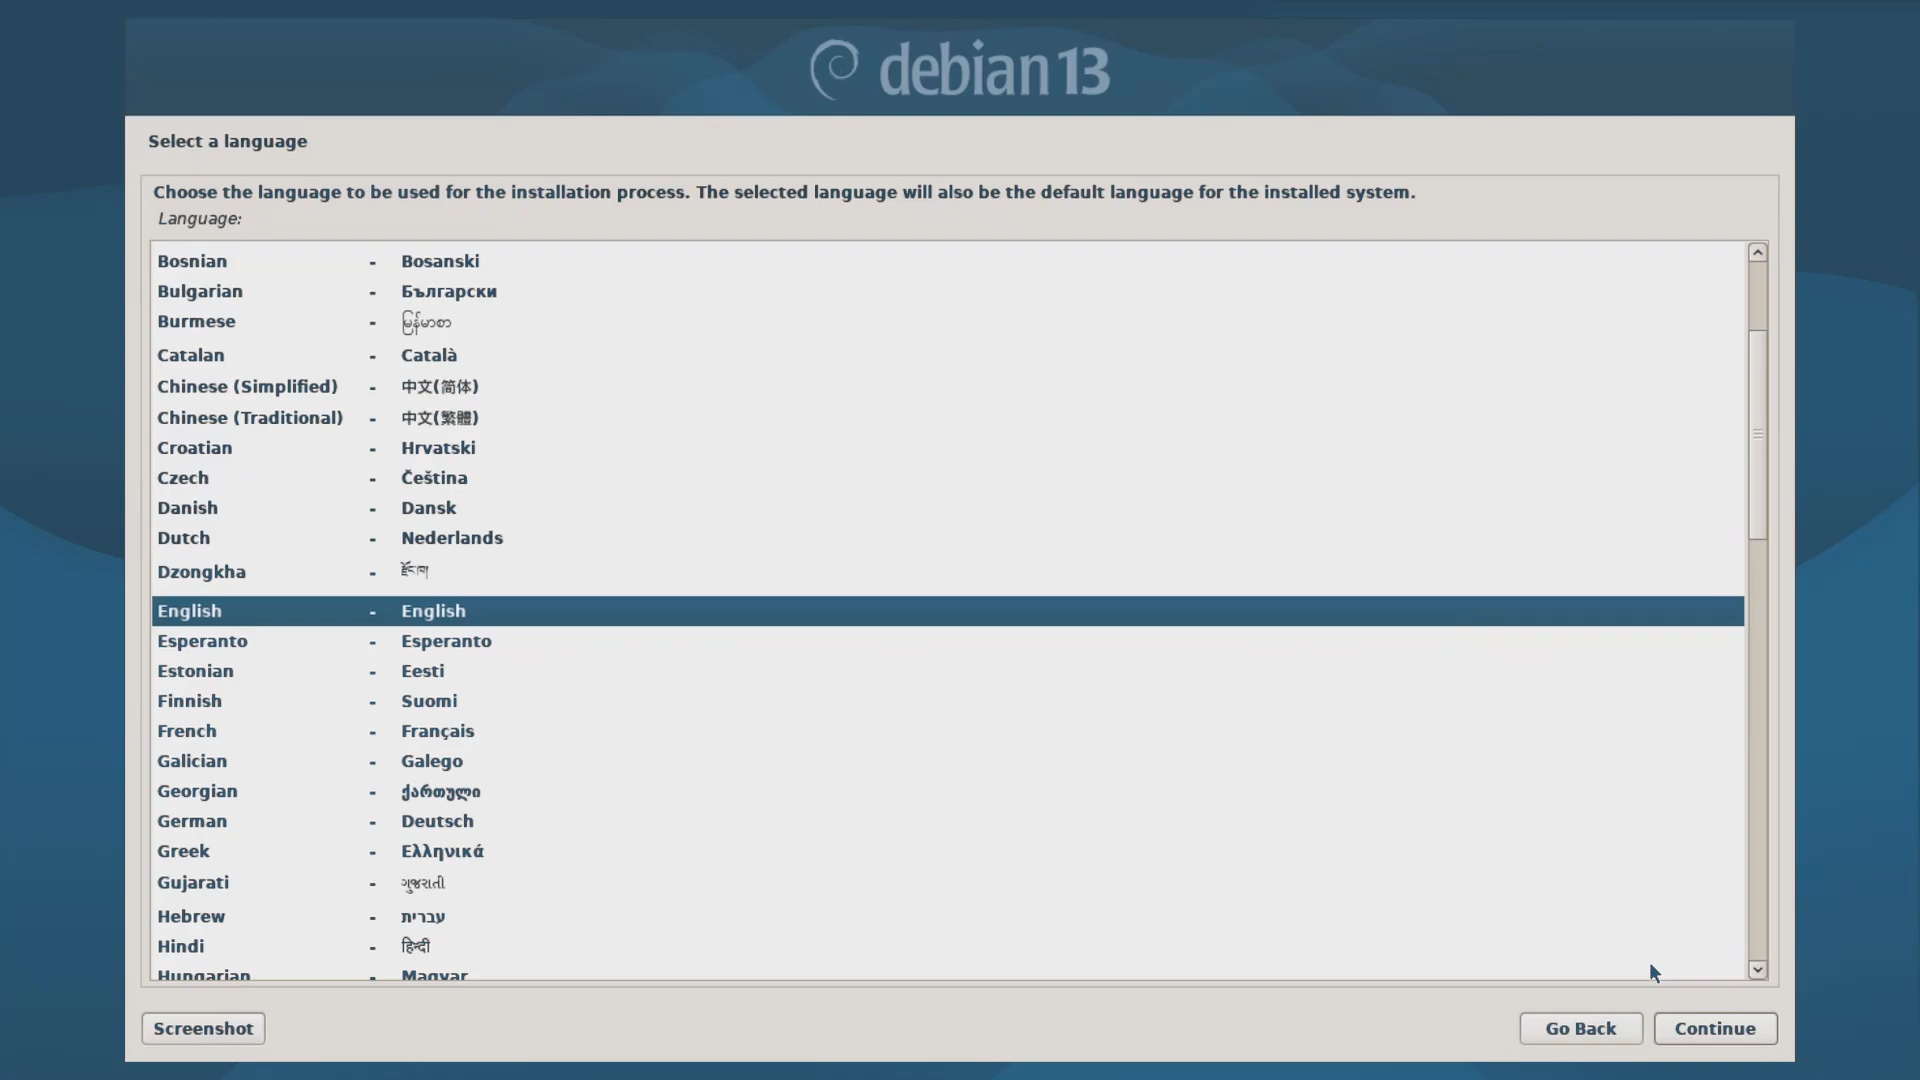 debian 13
Select a language
Choose the language to be used for the installation process. The selected language will also be the default language for the installed system.
Language:
Bosnian - Bosanski
Bulgarian - Български
Burmese - မြန်မာစာ
Catalan - Català
Chinese (Simplified) - 中文(简体)
Chinese (Traditional) - 中文(繁體)
Croatian - Hrvatski
Czech - Čeština
Danish - Dansk
Dutch - Nederlands
Dzongkha - རྫོང་ཁ།
English - English
Esperanto - Esperanto
Estonian - Eesti
Finnish - Suomi
French - Français
Galician - Galego
Georgian - ქართული
German - Deutsch
Greek - Ελληνικά
Gujarati - ગુજરાતી
Hebrew - עברית
Hindi - हिन्दी
Hungarian - Magyar
Screenshot Go Back Continue